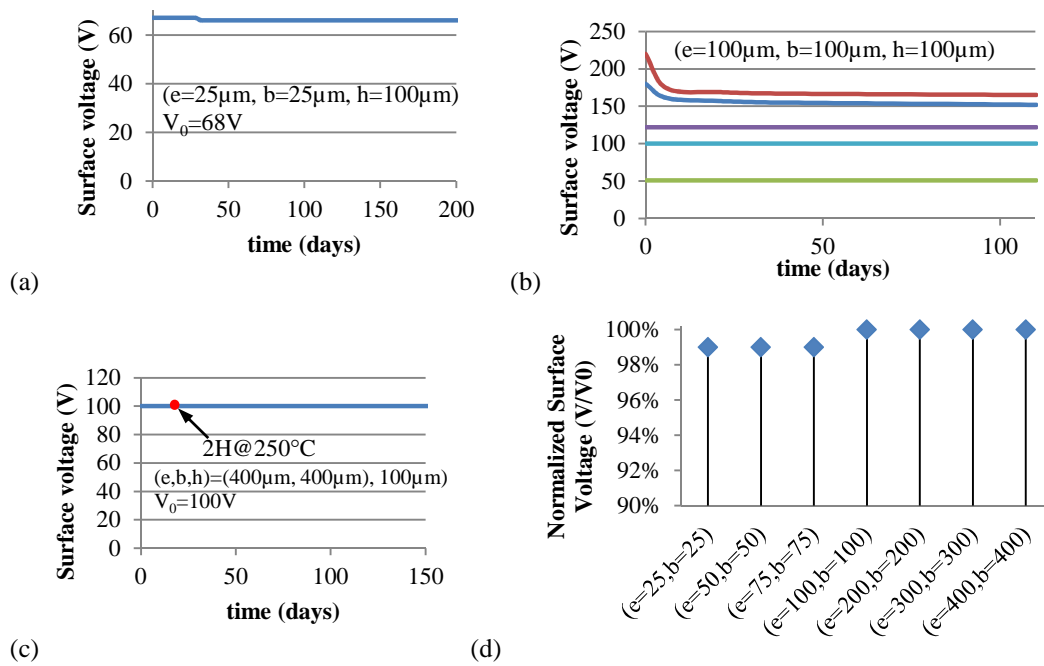 Surface voltage (V)
60
40
20
0
(e=25µm, b=25µm, h=100µm)
V₀=68V
0 50 100 150 200
time (days)
(a)
Surface voltage (V)
250
200
150
100
50
0
(e=100µm, b=100µm, h=100µm)
0 50 100
time (days)
(b)
Surface voltage (V)
120
100
80
60
40
20
0
2H@250°C
(e,b,h)=(400µm, 400µm), 100µm)
V₀=100V
0 50 100 150
time (days)
(c)
Normalized Surface
Voltage (V/V0)
100%
98%
96%
94%
92%
90%
(e=25,b=25)
(e=50,b=50)
(e=75,b=75)
(e=100,b=100)
(e=200,b=200)
(e=300,b=300)
(e=400,b=400)
(d)